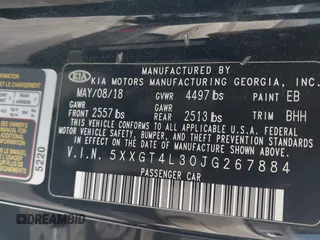 MANUFACTURED BY
KIA
KIA MOTORS MANUFACTURING GEORGIA, INC.
MAY/08/18 GVWR 4497 lbs PAINT EB
GAWR GAWR
FRONT 2557 lbs REAR 2513 lbs TRIM BHH
THIS VEHICLE CONFORMS TO ALL APPLICABLE FEDERAL MOTOR
VEHICLE SAFETY, BUMPER, AND THEFT PREVENTION STANDARDS
IN EFFECT ON THE DATE OF MANUFACTURE SHOWN ABOVE.
V.I.N. 5XXGT4L30JG267884
PASSENGER CAR
5220
DREAMBID